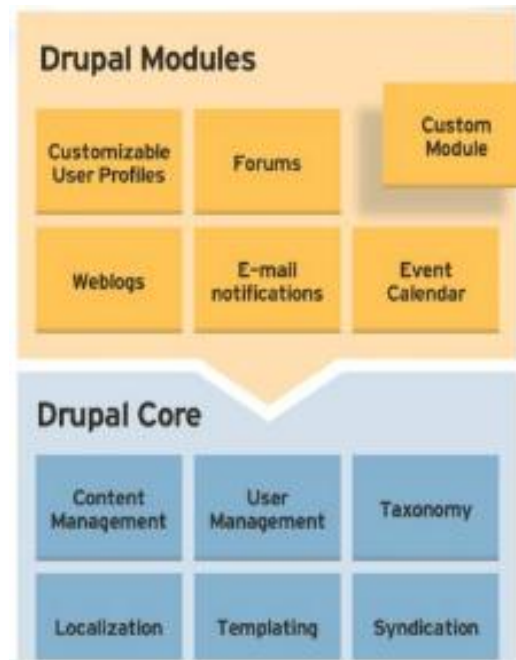 Drupal Modules
Customizable
User Profiles
Forums
Custom
Module
Weblogs
E-mail
notifications
Event
Calendar
Drupal Core
Content
Management
User
Management
Taxonomy
Localization
Templating
Syndication